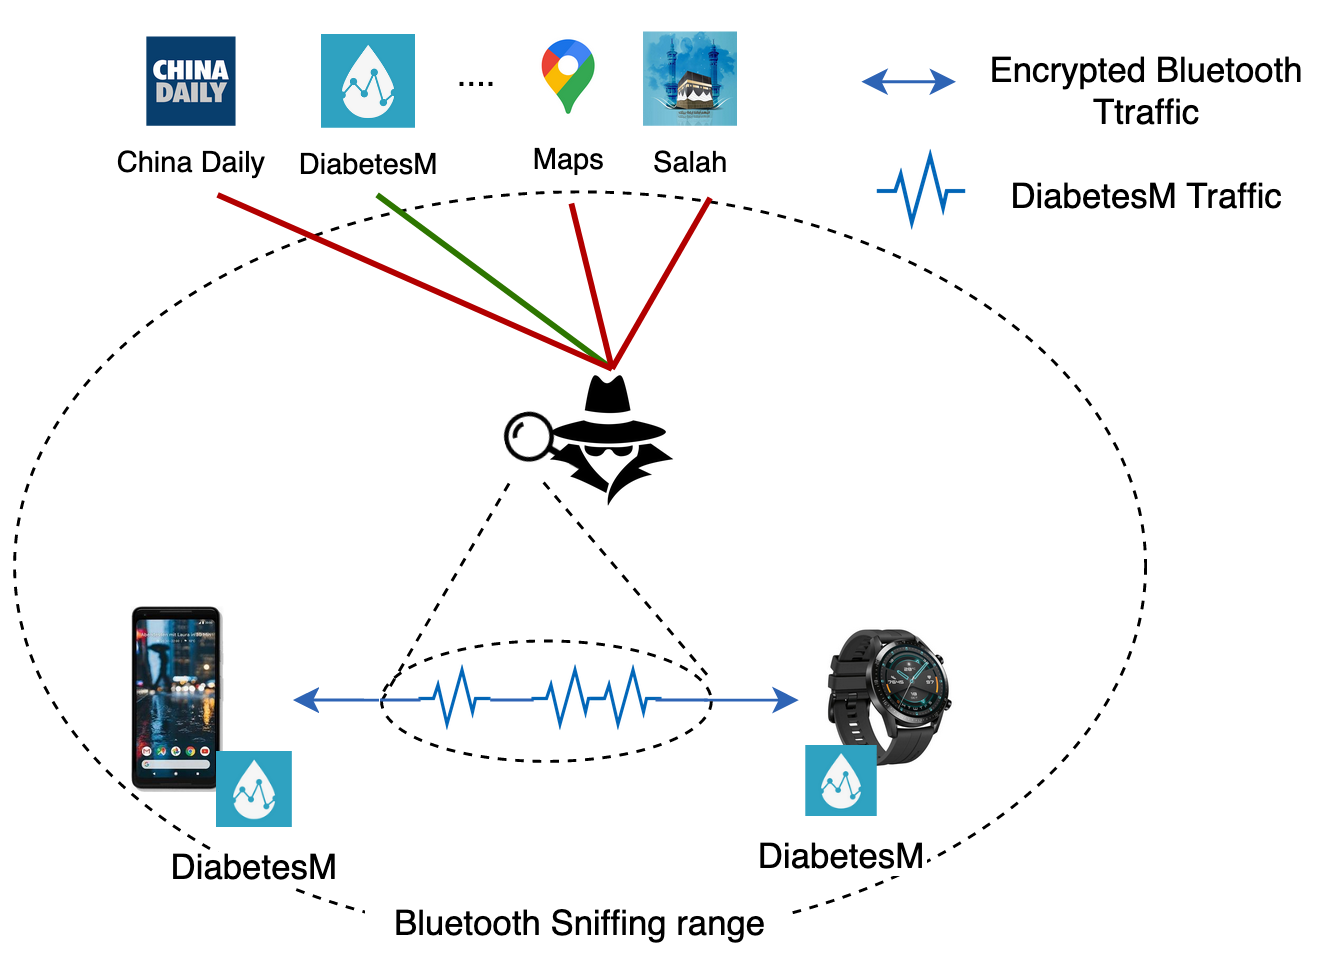 CHINA
DAILY
....
China Daily
DiabetesM
Maps
Salah
Encrypted Bluetooth
Ttraffic
DiabetesM Traffic
DiabetesM
DiabetesM
Bluetooth Sniffing range